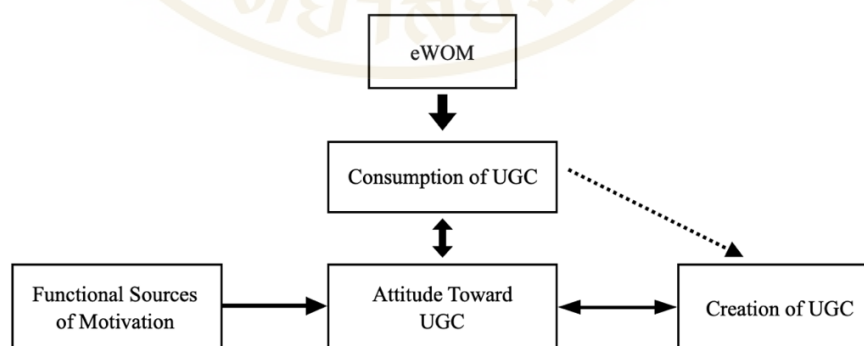 eWOM
Consumption of UGC
Functional Sources
of Motivation
Attitude Toward
UGC
Creation of UGC